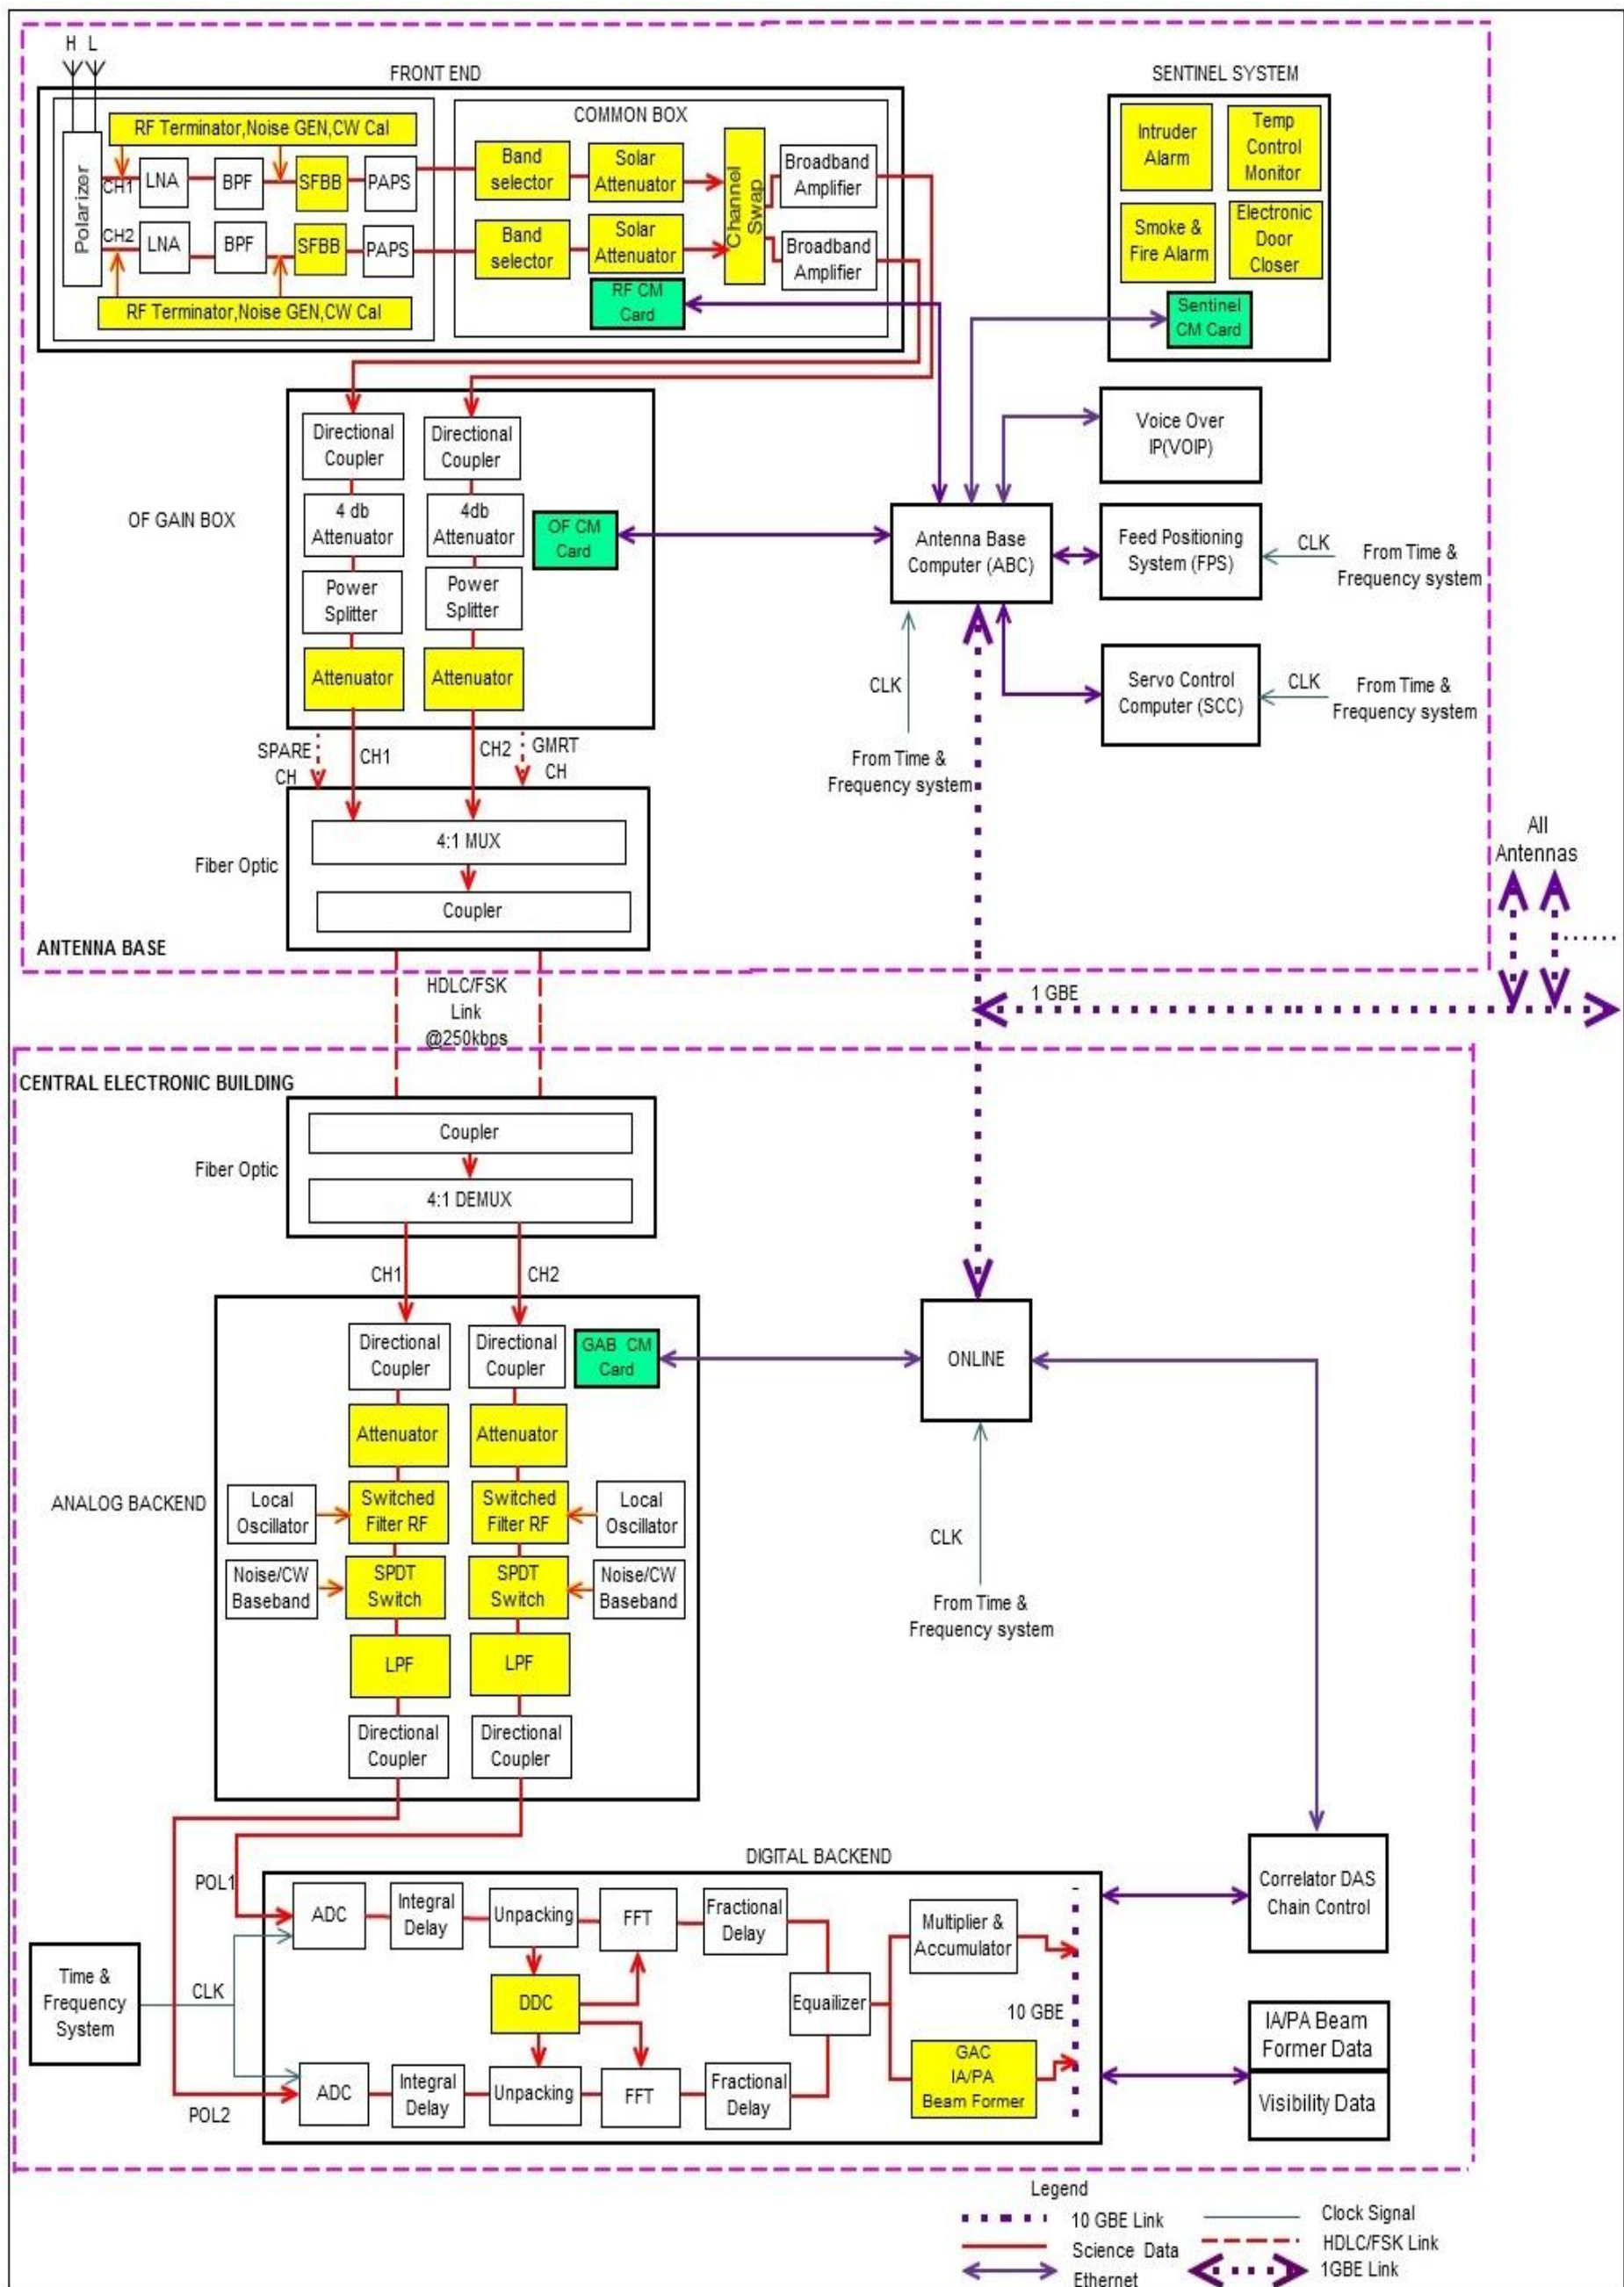 H L
FRONT END
SENTINEL SYSTEM
RF Terminator,Noise GEN,CW Cal
COMMON BOX
Polarizer
CH1
LNA
BPF
SFBB
PAPS
Band
selector
Solar
Attenuator
Channel
Swap
Broadband
Amplifier
CH2
LNA
BPF
SFBB
PAPS
Band
selector
Solar
Attenuator
Broadband
Amplifier
RF Terminator,Noise GEN,CW Cal
RF CM
Card
Intruder
Alarm
Temp
Control
Monitor
Smoke &
Fire Alarm
Electronic
Door
Closer
Sentinel
CM Card
OF GAIN BOX
Directional
Coupler
Directional
Coupler
4 db
Attenuator
4db
Attenuator
Power
Splitter
Power
Splitter
Attenuator
Attenuator
OF CM
Card
Antenna Base
Computer (ABC)
Voice Over
IP(VOIP)
Feed Positioning
System (FPS)
CLK
From Time &
Frequency system
Servo Control
Computer (SCC)
CLK
From Time &
Frequency system
CLK
From Time &
Frequency system
SPARE
CH
CH1
CH2
GMRT
CH
Fiber Optic
4:1 MUX
Coupler
ANTENNA BASE
All
Antennas
HDLC/FSK
Link
@250kbps
1 GBE
CENTRAL ELECTRONIC BUILDING
Fiber Optic
Coupler
4:1 DEMUX
CH1
CH2
ANALOG BACKEND
Directional
Coupler
Directional
Coupler
GAB CM
Card
Attenuator
Attenuator
Local
Oscillator
Switched
Filter RF
Switched
Filter RF
Local
Oscillator
Noise/CW
Baseband
SPDT
Switch
SPDT
Switch
Noise/CW
Baseband
LPF
LPF
Directional
Coupler
Directional
Coupler
ONLINE
CLK
From Time &
Frequency system
DIGITAL BACKEND
POL1
ADC
Integral
Delay
Unpacking
FFT
Fractional
Delay
Multiplier &
Accumulator
Correlator DAS
Chain Control
Time &
Frequency
System
CLK
DDC
Equailizer
10 GBE
GAC
IA/PA
Beam Former
IA/PA Beam
Former Data
Visibility Data
POL2
ADC
Integral
Delay
Unpacking
FFT
Fractional
Delay
Legend
10 GBE Link
Clock Signal
Science Data
HDLC/FSK Link
Ethernet
1GBE Link